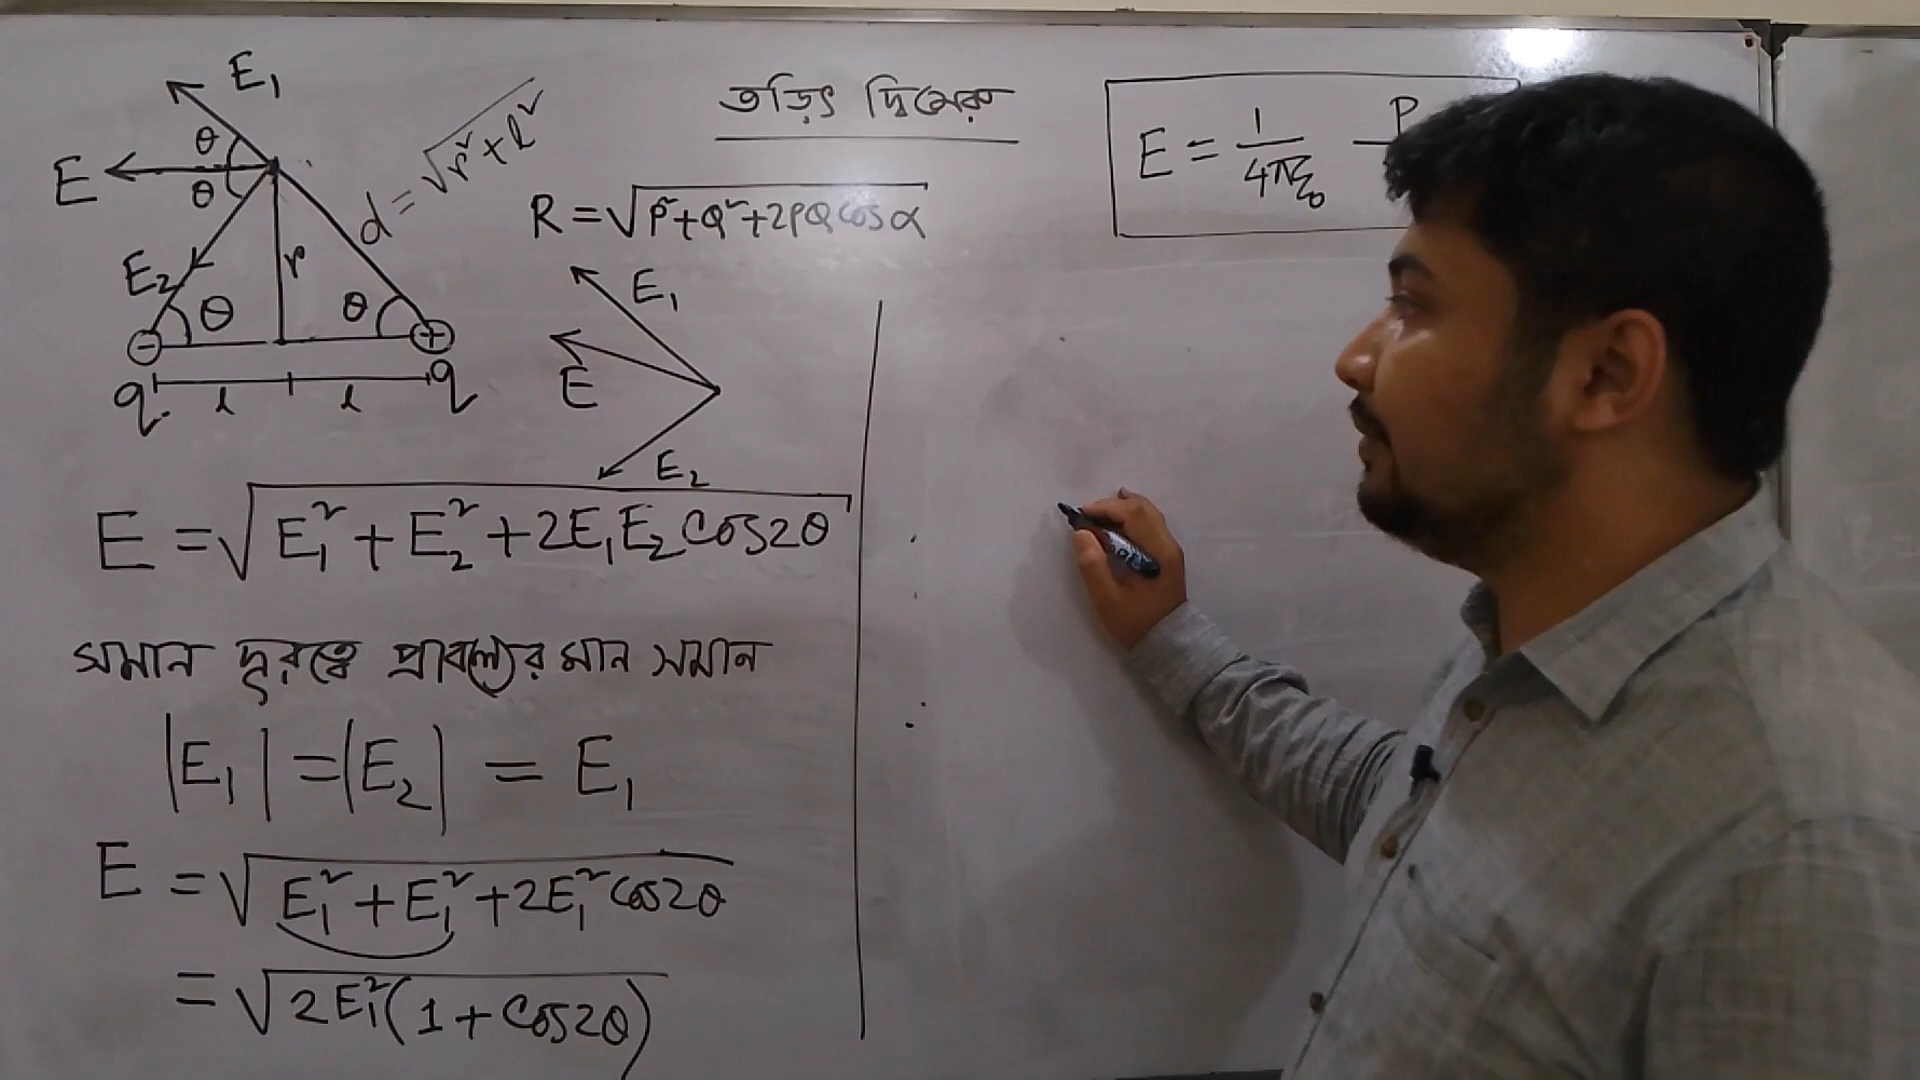 তড়িৎ দ্বিমেরু
E₁
θ
E
θ
d = √(r² + l²)
E₂
r
θ
θ
- +
q l l q
R = √(P² + Q² + 2PQ cos α)
E₁
E
E₂
E = 1/4πε₀ P
E = √(E₁² + E₂² + 2E₁E₂ cos2θ)
সমান দূরত্বে প্রাবল্যের মান সমান
|E₁| = |E₂| = E₁
E = √(E₁² + E₁² + 2E₁² cos2θ)
= √(2E₁²(1 + cos2θ))